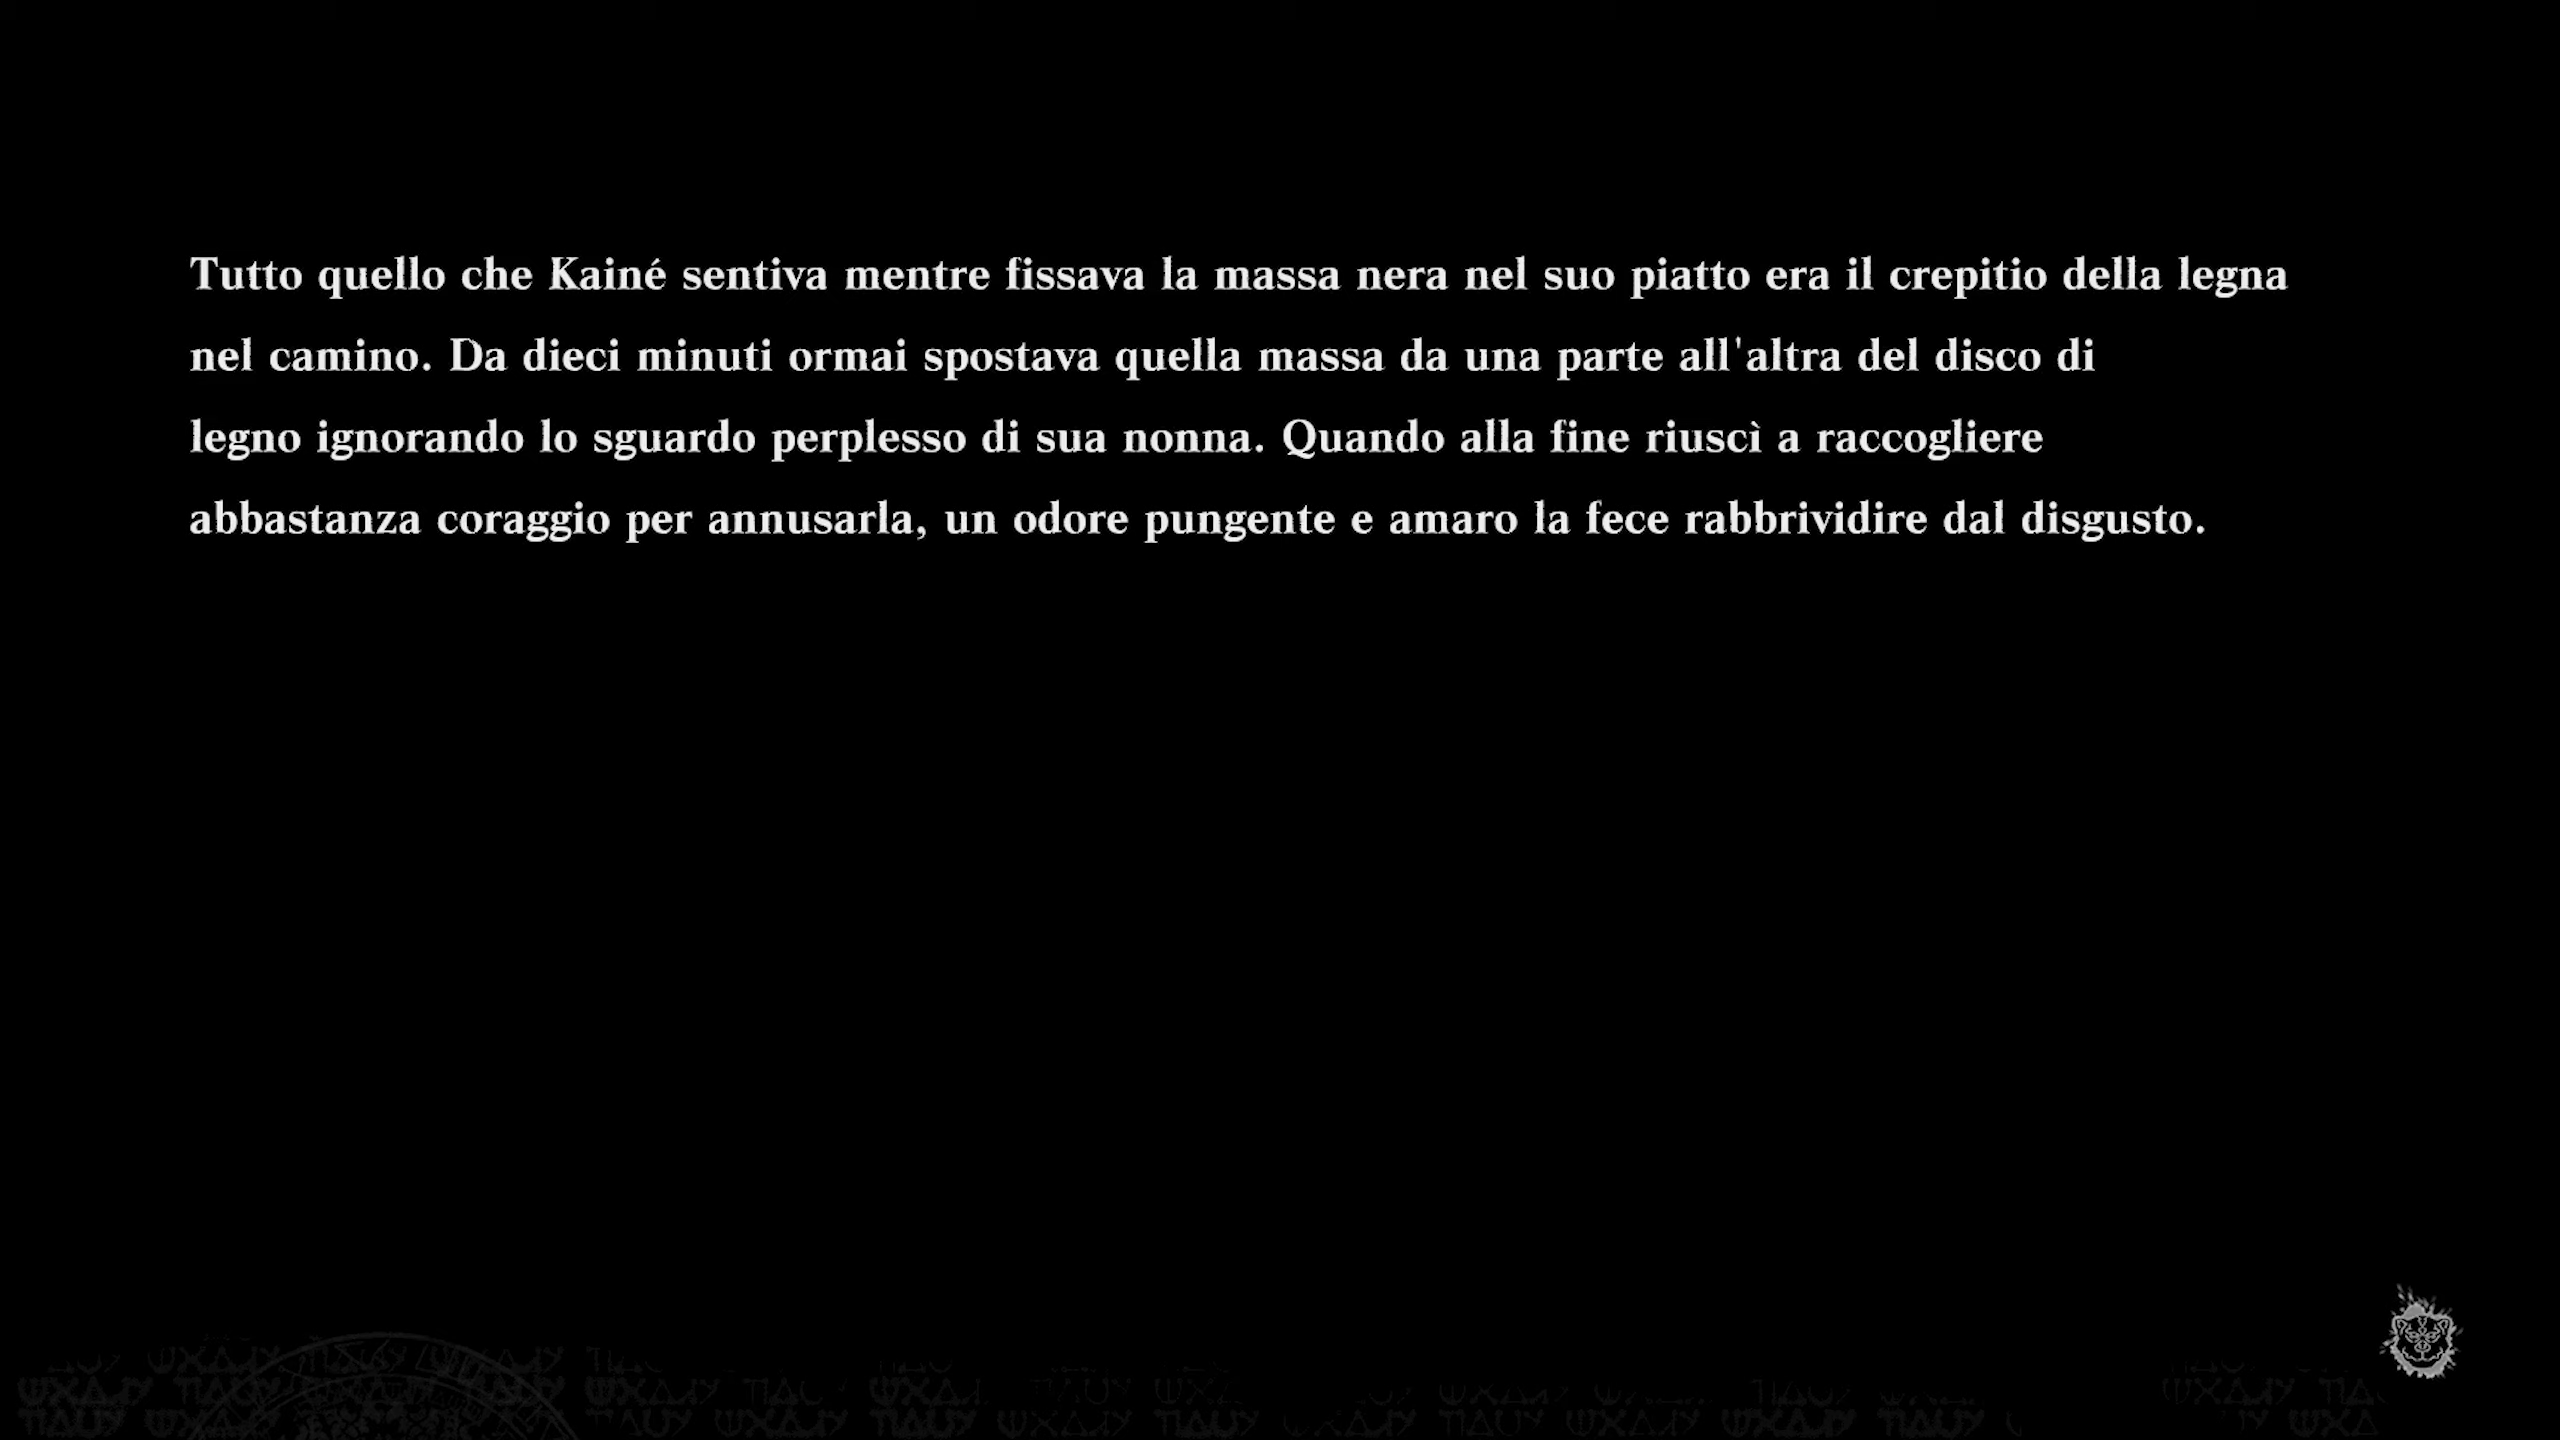 Tutto quello che Kainé sentiva mentre fissava la massa nera nel suo piatto era il crepitio della legna
nel camino. Da dieci minuti ormai spostava quella massa da una parte all'altra del disco di
legno ignorando lo sguardo perplesso di sua nonna. Quando alla fine riuscì a raccogliere
abbastanza coraggio per annusarla, un odore pungente e amaro la fece rabbrividire dal disgusto.